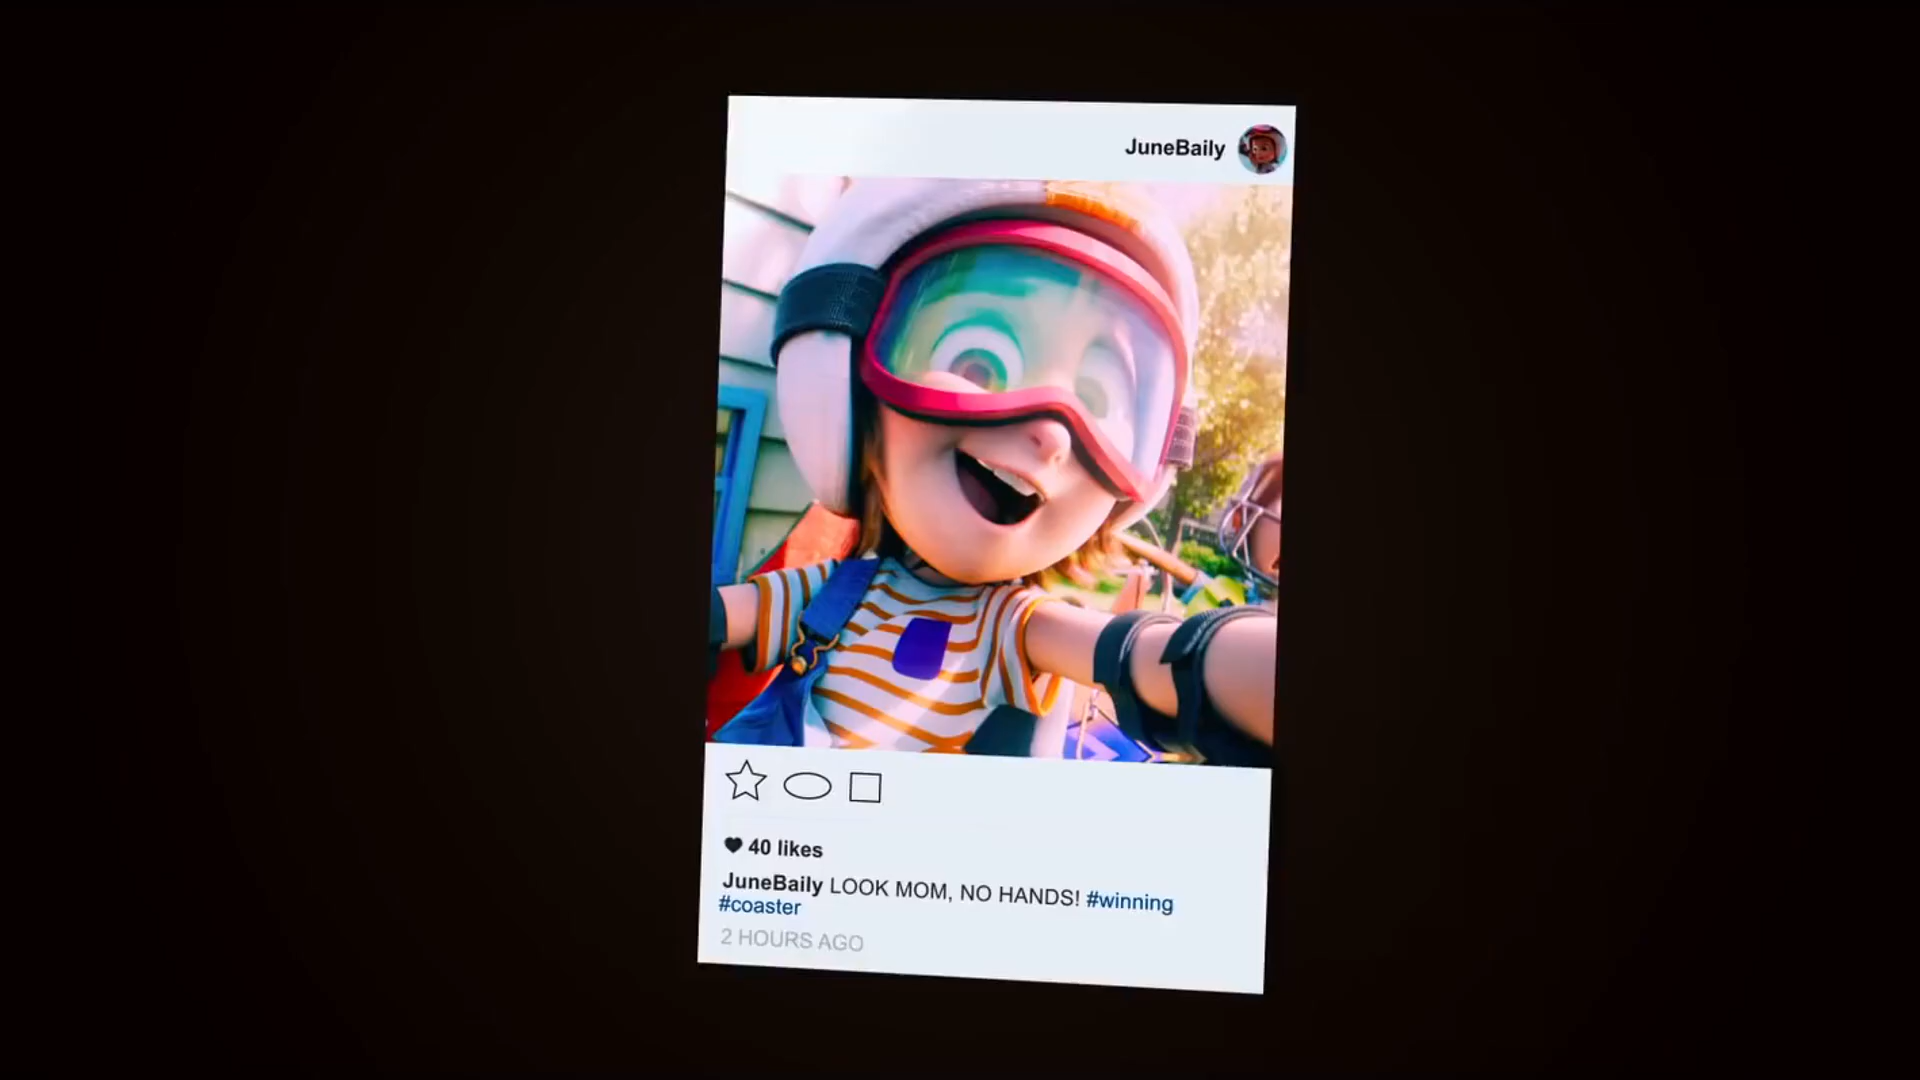 JuneBaily
40 likes
JuneBaily LOOK MOM, NO HANDS! #winning
#coaster
2 HOURS AGO